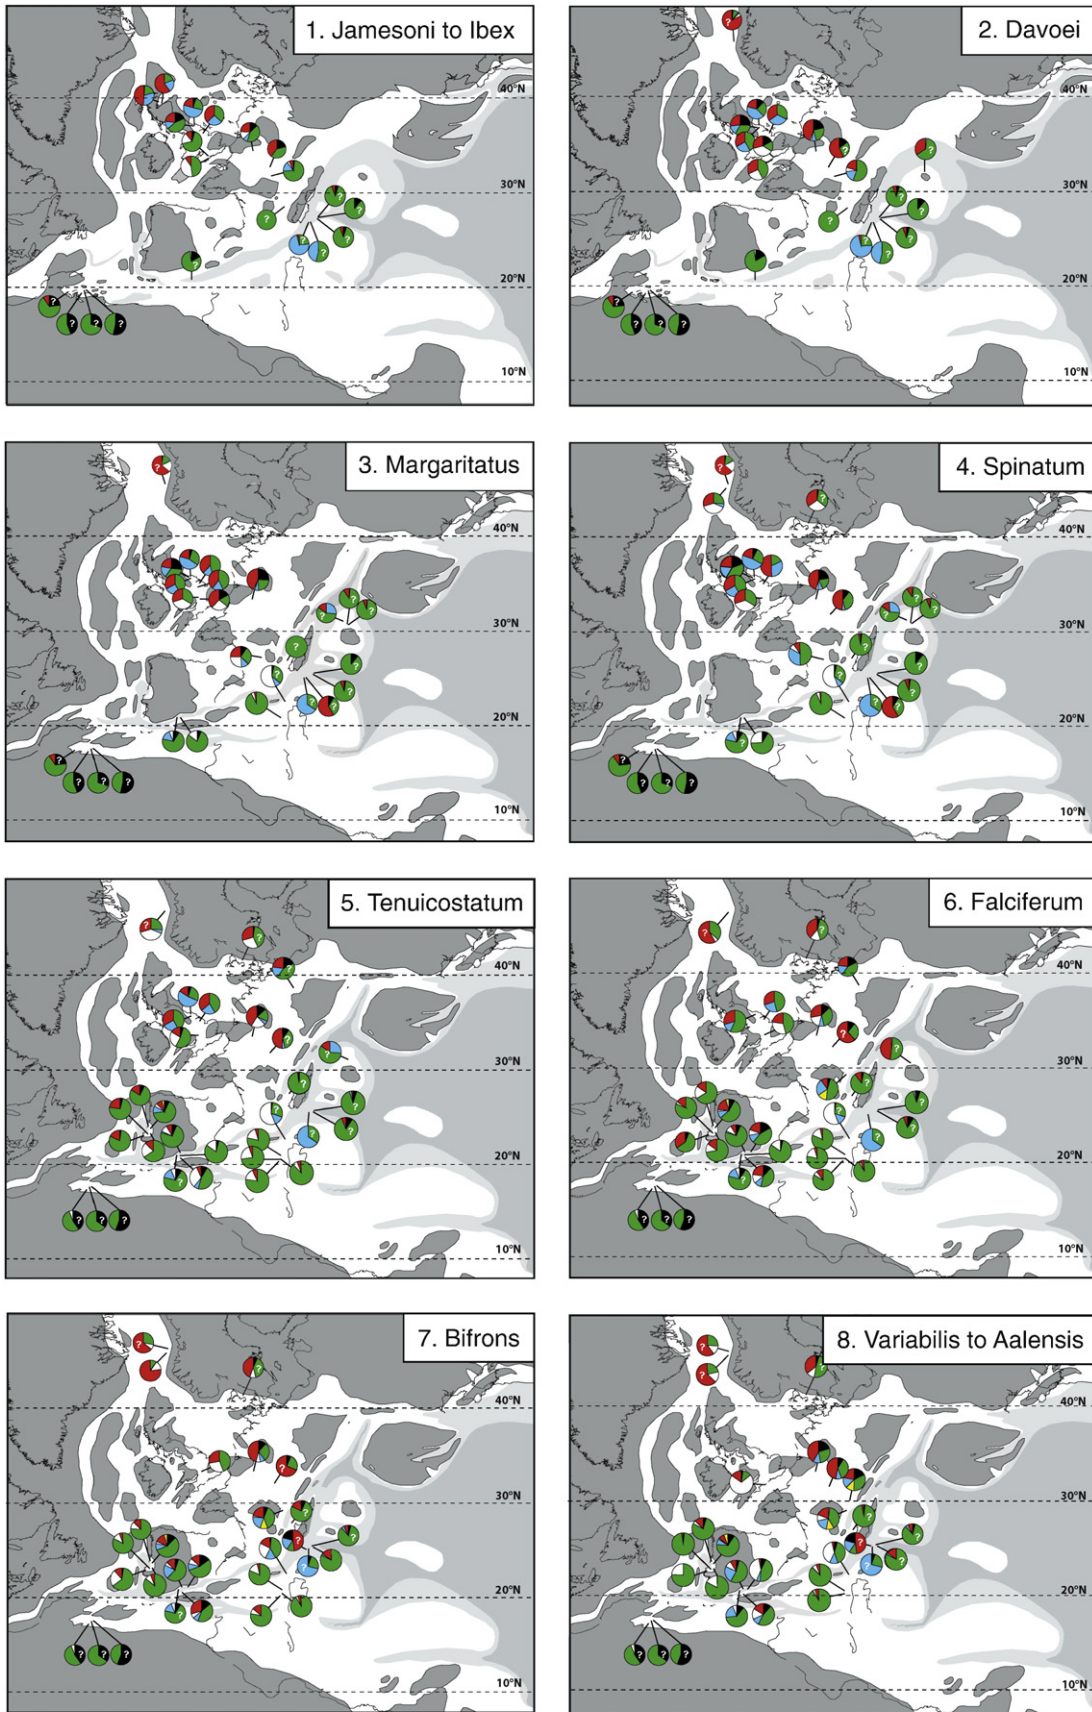 1. Jamesoni to Ibex
40°N
30°N
20°N
10°N
2. Davoei
40°N
30°N
20°N
10°N
3. Margaritatus
40°N
30°N
20°N
10°N
4. Spinatum
40°N
30°N
20°N
10°N
5. Tenuicostatum
40°N
30°N
20°N
10°N
6. Falciferum
40°N
30°N
20°N
10°N
7. Bifrons
40°N
30°N
20°N
10°N
8. Variabilis to Aalensis
40°N
30°N
20°N
10°N